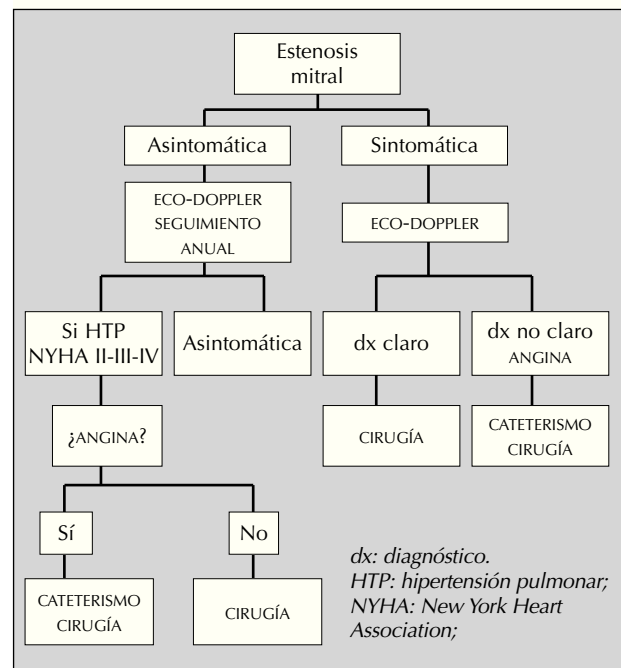 Estenosis
mitral
Asintomática
Sintomática
ECO-DOPPLER
SEGUIMIENTO
ANUAL
ECO-DOPPLER
Si HTP
NYHA II-III-IV
Asintomática
dx claro
dx no claro
ANGINA
¿ANGINA?
CIRUGÍA
CATETERISMO
CIRUGÍA
Sí
No
CATETERISMO
CIRUGÍA
CIRUGÍA
dx: diagnóstico.
HTP: hipertensión pulmonar;
NYHA: New York Heart
Association;